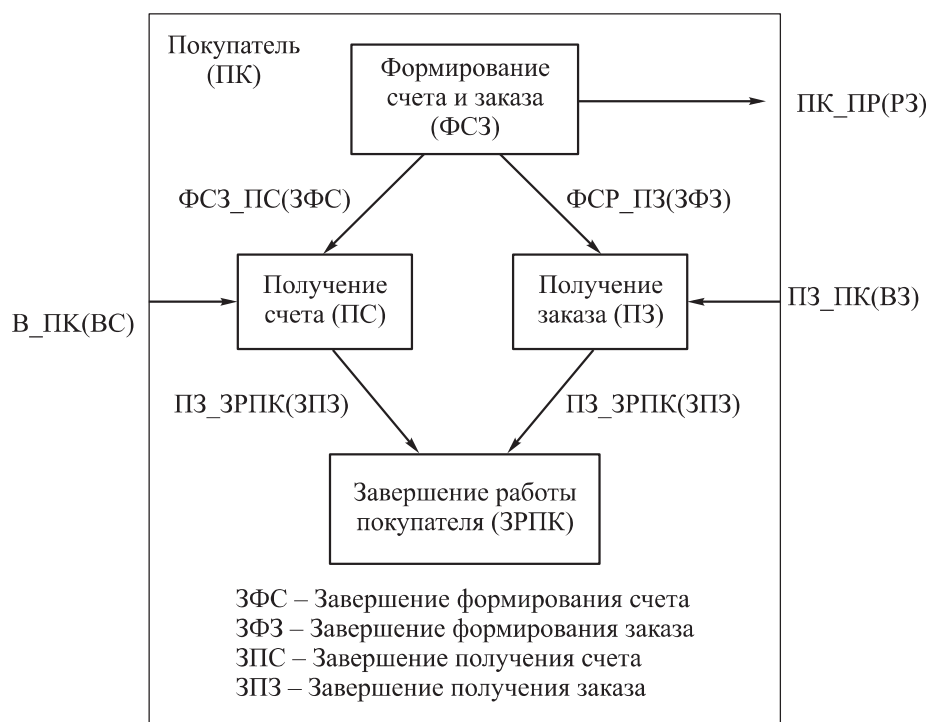 Покупатель
(ПК)
Формирование
счета и заказа
(ФСЗ)
ПК_ПР(РЗ)
ФСЗ_ПС(ЗФС)
ФСР_ПЗ(ЗФЗ)
Получение
счета (ПС)
Получение
заказа (ПЗ)
В_ПК(ВС)
ПЗ_ПК(ВЗ)
ПЗ_ЗРПК(ЗПЗ)
ПЗ_ЗРПК(ЗПЗ)
Завершение работы
покупателя (ЗРПК)
ЗФС – Завершение формирования счета
ЗФЗ – Завершение формирования заказа
ЗПС – Завершение получения счета
ЗПЗ – Завершение получения заказа